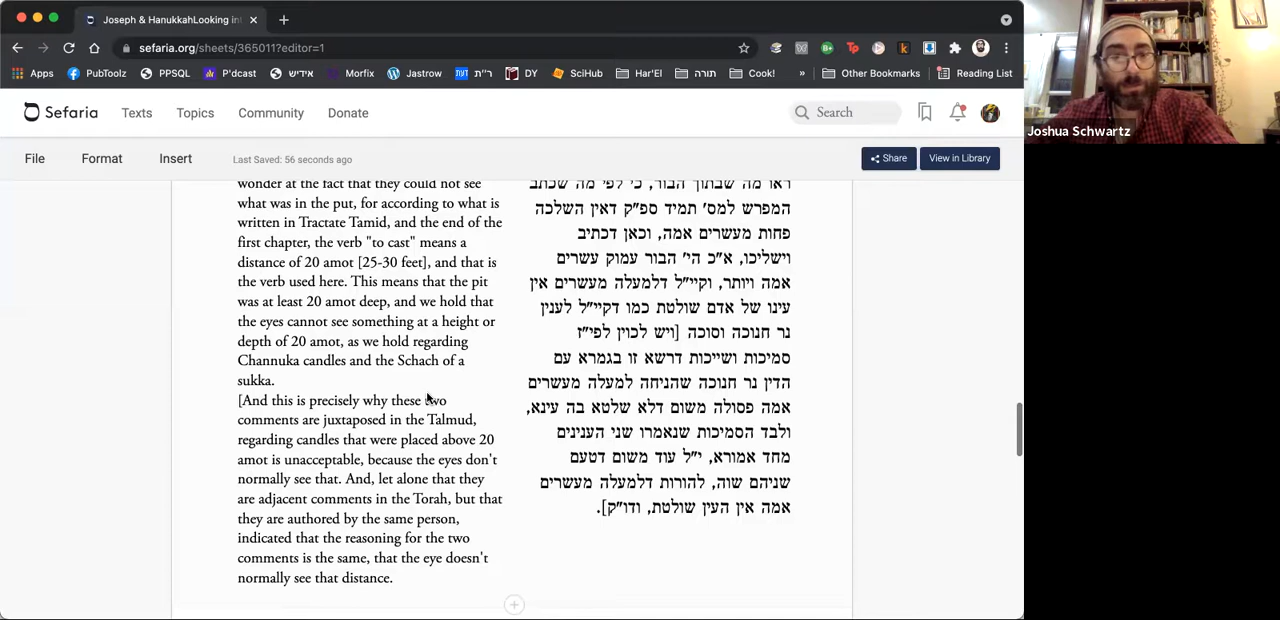 Joseph & HanukkahLooking in
sefaria.org/sheets/365011?editor=1
Apps PubToolz PPSQL P'dcast אידיש Morfix Jastrow ר"ית DY SciHub Har'El תורה Cook! » Other Bookmarks Reading List
Sefaria Texts Topics Community Donate Search
File Format Insert Last Saved: 56 seconds ago Share View in Library
Joshua Schwartz
wonder at the fact that they could not see
what was in the put, for according to what is
written in Tractate Tamid, and the end of the
first chapter, the verb "to cast" means a
distance of 20 amot [25-30 feet], and that is
the verb used here. This means that the pit
was at least 20 amot deep, and we hold that
the eyes cannot see something at a height or
depth of 20 amot, as we hold regarding
Channuka candles and the Schach of a
sukka.
[And this is precisely why these two
comments are juxtaposed in the Talmud,
regarding candles that were placed above 20
amot is unacceptable, because the eyes don't
normally see that. And, let alone that they
are adjacent comments in the Torah, but that
they are authored by the same person,
indicated that the reasoning for the two
comments is the same, that the eye doesn't
normally see that distance.
ראו מה שבתוך הבור, כי לפי מה שכתב
המפרש למס' תמיד ספ"ק דאין השלכה
פחות מעשרים אמה, וכאן דכתיב
וישליכו, א"כ הי' הבור עמוק עשרים
אמה ויותר, וקיי"ל דלמעלה מעשרים אין
עינו של אדם שולטת כמו דקיי"ל לענין
נר חנוכה וסוכה [ויש לכוין לפי"ז
סמיכות ושייכות דרשא זו בגמרא עם
הדין נר חנוכה שהניחה למעלה מעשרים
אמה פסולה משום דלא שלטא בה עינא,
ולבד הסמיכות שנאמרו שני הענינים
מחד אמורא, י"ל עוד משום דטעם
שניהם שוה, להורות דלמעלה מעשרים
אמה אין העין שולטת, ודו"ק].